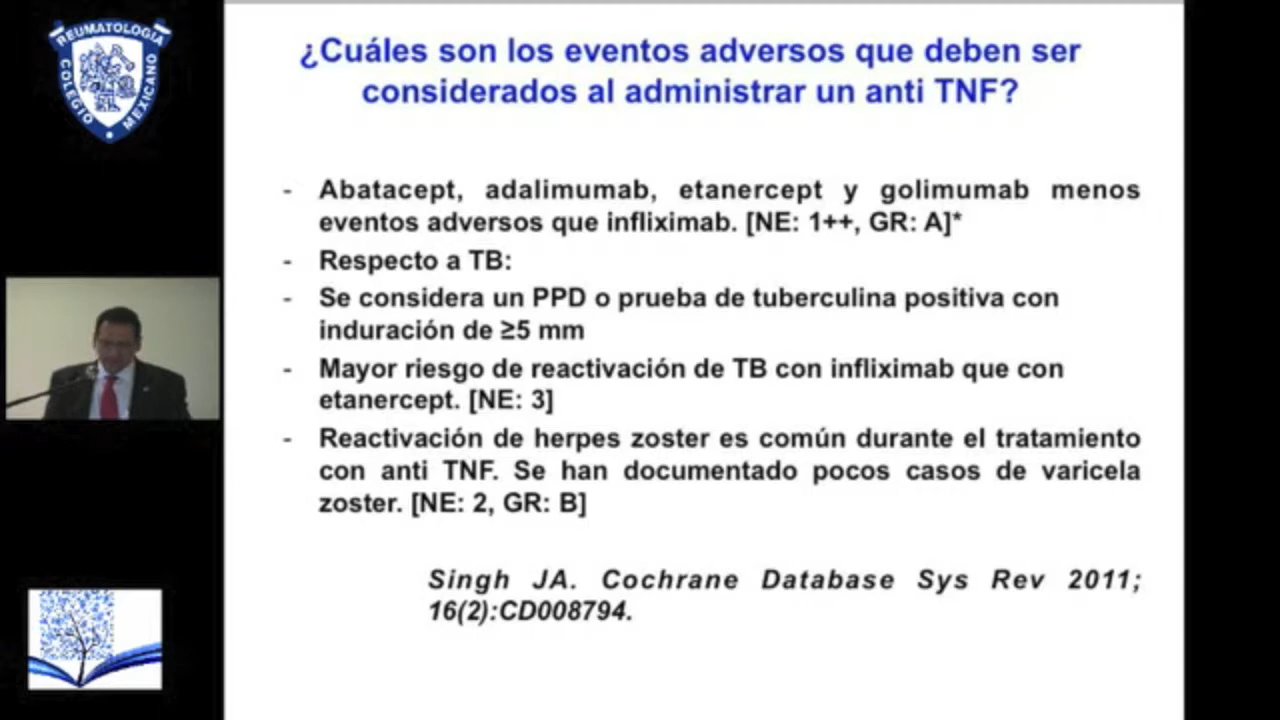 REUMATOLOGIA
COLEGIO
MEXICANO
¿Cuáles son los eventos adversos que deben ser
considerados al administrar un anti TNF?
- Abatacept, adalimumab, etanercept y golimumab menos
eventos adversos que infliximab. [NE: 1++, GR: A]*
- Respecto a TB:
- Se considera un PPD o prueba de tuberculina positiva con
induración de ≥5 mm
- Mayor riesgo de reactivación de TB con infliximab que con
etanercept. [NE: 3]
- Reactivación de herpes zoster es común durante el tratamiento
con anti TNF. Se han documentado pocos casos de varicela
zoster. [NE: 2, GR: B]
Singh JA. Cochrane Database Sys Rev 2011;
16(2):CD008794.